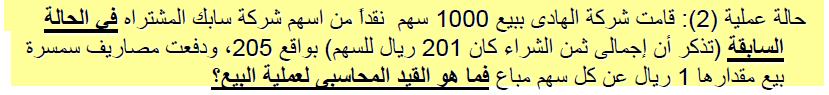 حالة عملية (2): قامت شركة الهادى ببيع 1000 سهم نقداً من اسهم شركة سابك المشتراه في الحالة
السابقة (تذكر أن إجمالى ثمن الشراء كان 201 ريال للسهم) بواقع 205، ودفعت مصاريف سمسرة
بيع مقدارها 1 ريال عن كل سهم مباع فما هو القيد المحاسبي لعملية البيع؟